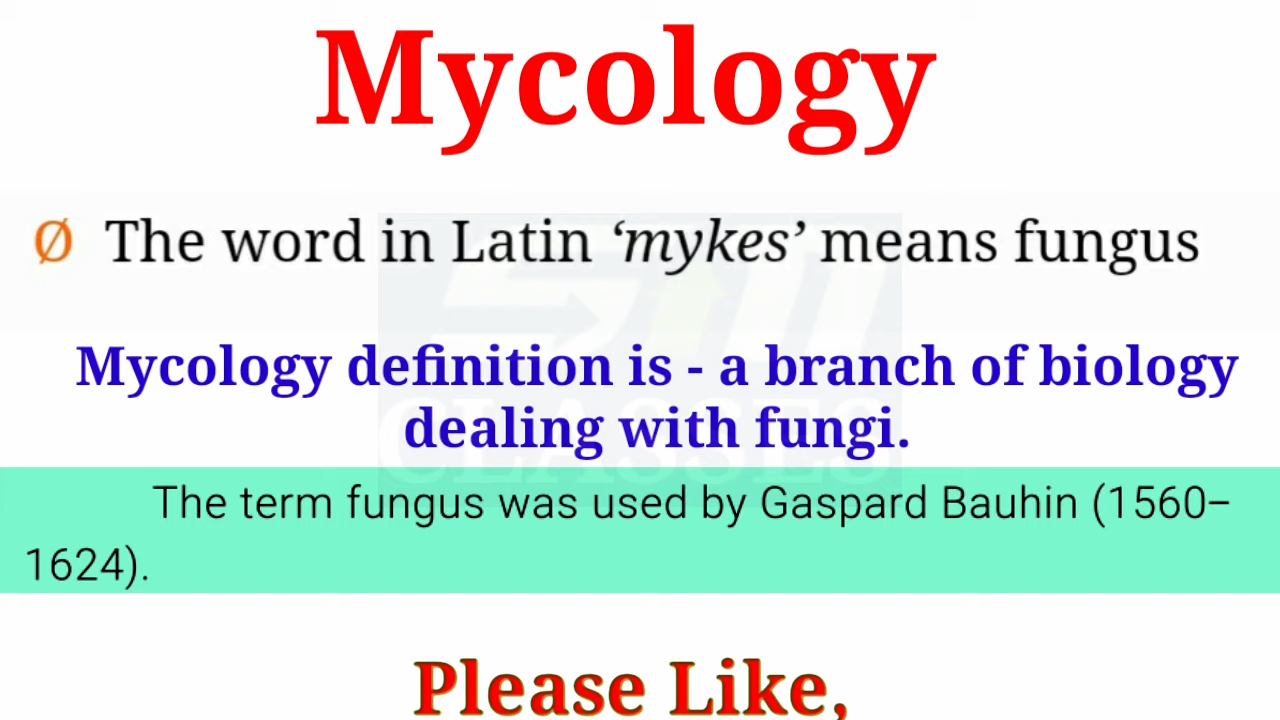 Mycology
Ø The word in Latin ‘mykes’ means fungus
Mycology definition is - a branch of biology
dealing with fungi.
The term fungus was used by Gaspard Bauhin (1560–
1624).
CLASSES
Please Like,